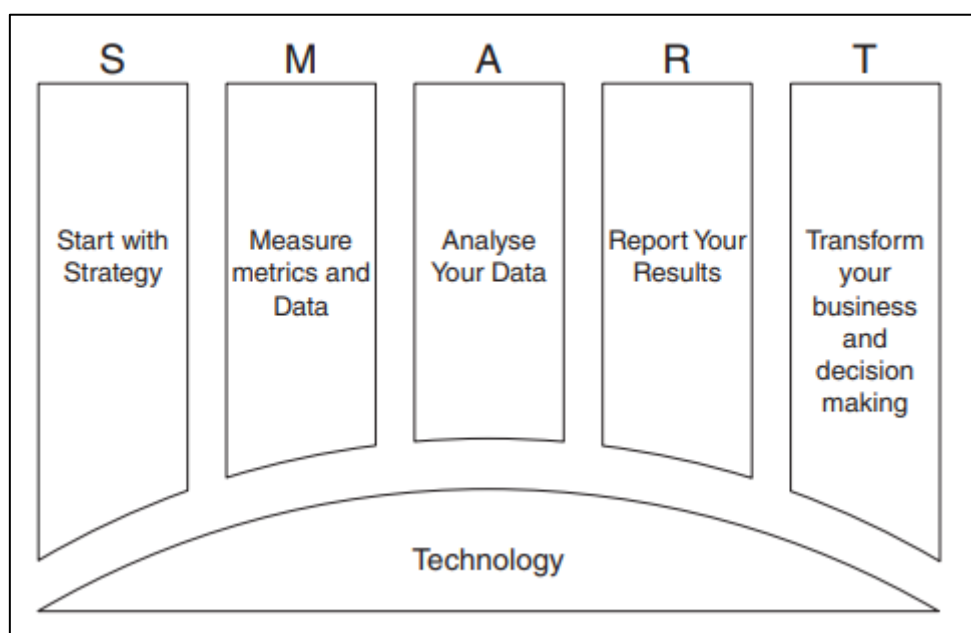 S M A R T
Start with
Strategy
Measure
metrics and
Data
Analyse
Your Data
Report Your
Results
Transform
your
business
and
decision
making
Technology